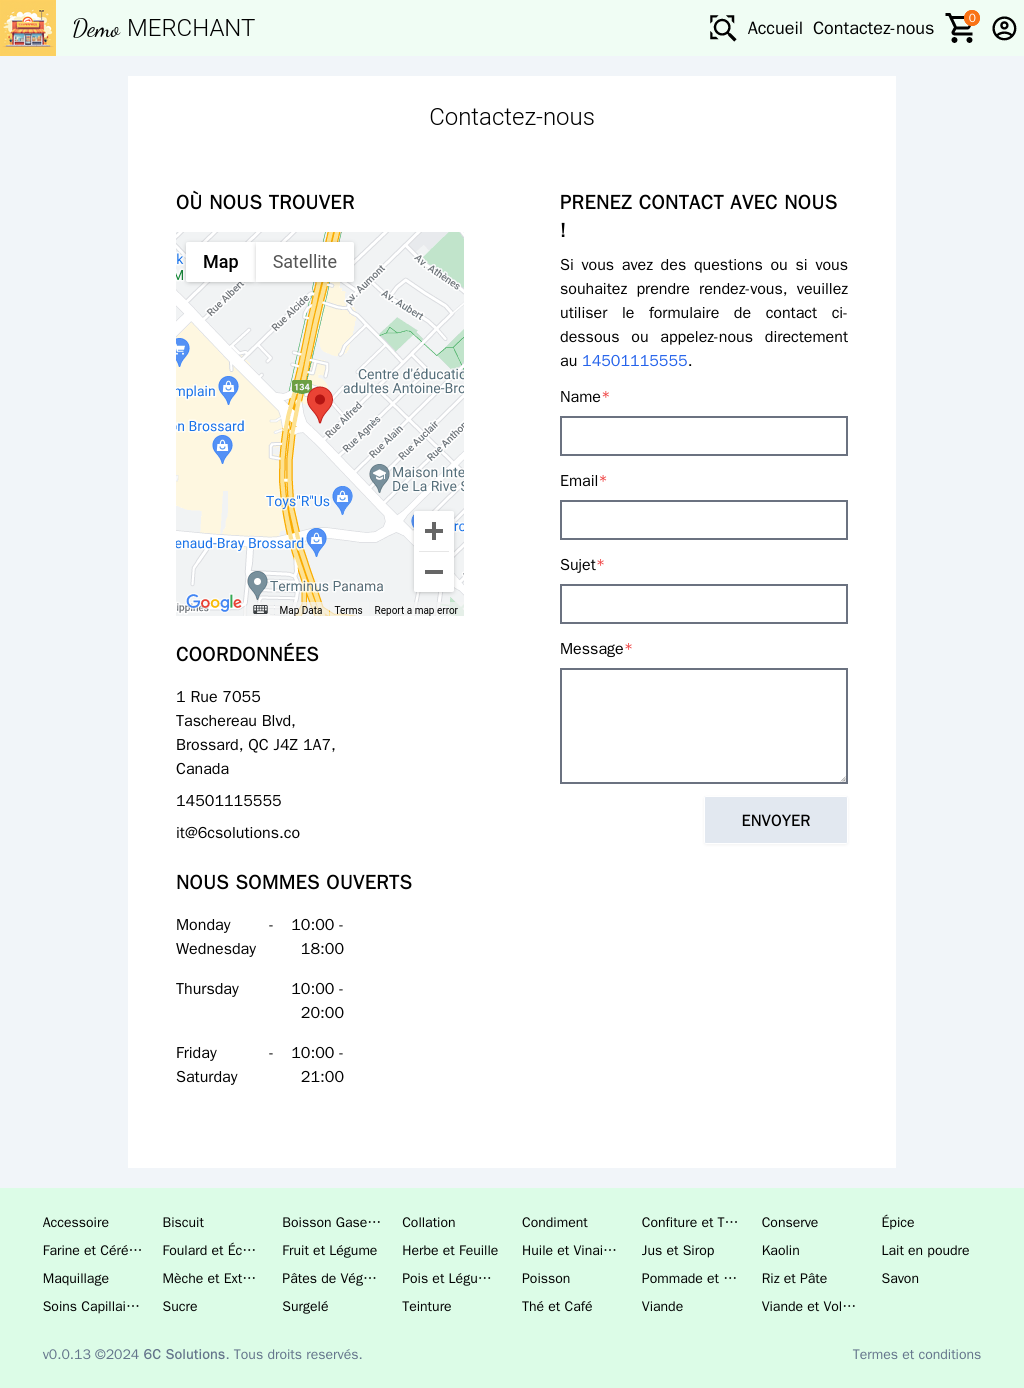 Demo MERCHANT
Accueil
Contactez-nous
0
Contactez-nous
OÙ NOUS TROUVER
Map
Satellite
Av. Athènes
Av. Aumont
Rue Albert
Rue Alcide
Av. Aubert
Centre d'éducatio
adultes Antoine-Bro
134
mplain
n Brossard
Rue Alfred
Rue Agnès
Rue Alain
Rue Auclair
Rue Anthon
Maison Inte
De La Rive S
Toys"R"Us
enaud-Bray Brossard
Terminus Panama
Google
Map Data
Terms
Report a map error
COORDONNÉES
1 Rue 7055
Taschereau Blvd,
Brossard, QC J4Z 1A7,
Canada
14501115555
it@6csolutions.co
NOUS SOMMES OUVERTS
Monday - 10:00 -
Wednesday 18:00
Thursday 10:00 -
20:00
Friday - 10:00 -
Saturday 21:00
PRENEZ CONTACT AVEC NOUS
!
Si vous avez des questions ou si vous
souhaitez prendre rendez-vous, veuillez
utiliser le formulaire de contact ci-
dessous ou appelez-nous directement
au 14501115555.
Name*
Email*
Sujet*
Message*
ENVOYER
Accessoire Biscuit Boisson Gase… Collation Condiment Confiture et T… Conserve Épice
Farine et Céré… Foulard et Éc… Fruit et Légume Herbe et Feuille Huile et Vinai… Jus et Sirop Kaolin Lait en poudre
Maquillage Mèche et Ext… Pâtes de Vég… Pois et Légu… Poisson Pommade et … Riz et Pâte Savon
Soins Capillai… Sucre Surgelé Teinture Thé et Café Viande Viande et Vol…
v0.0.13 ©2024 6C Solutions. Tous droits reservés.
Termes et conditions